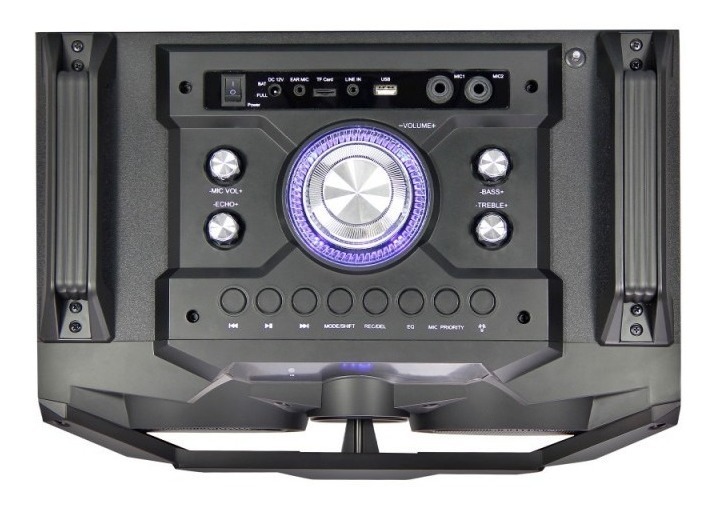 BAT DC 12V EAR MIC TF Card LINE IN USB MIC1 MIC2
FULL
Power
-VOLUME+
-MIC VOL+ -BASS+
-ECHO+ -TREBLE+
MODE/SHIFT REC/DEL EQ MIC PRIORITY